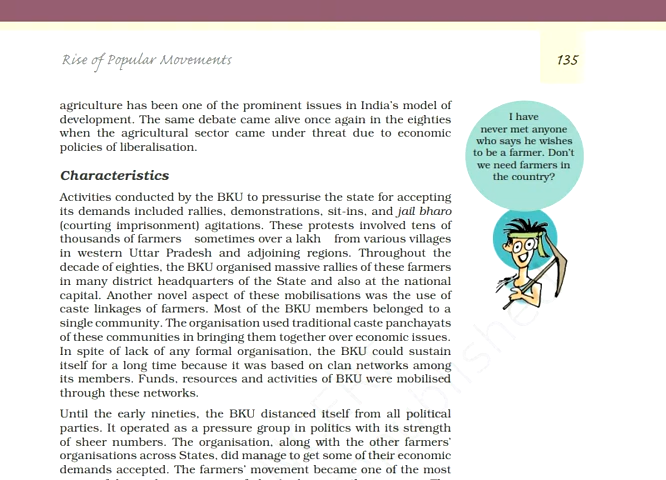 Rise of Popular Movements
135
agriculture has been one of the prominent issues in India's model of
development. The same debate came alive once again in the eighties
when the agricultural sector came under threat due to economic
policies of liberalisation.
Characteristics
Activities conducted by the BKU to pressurise the state for accepting
its demands included rallies, demonstrations, sit-ins, and jail bharo
(courting imprisonment) agitations. These protests involved tens of
thousands of farmers sometimes over a lakh from various villages
in western Uttar Pradesh and adjoining regions. Throughout the
decade of eighties, the BKU organised massive rallies of these farmers
in many district headquarters of the State and also at the national
capital. Another novel aspect of these mobilisations was the use of
caste linkages of farmers. Most of the BKU members belonged to a
single community. The organisation used traditional caste panchayats
of these communities in bringing them together over economic issues.
In spite of lack of any formal organisation, the BKU could sustain
itself for a long time because it was based on clan networks among
its members. Funds, resources and activities of BKU were mobilised
through these networks.
Until the early nineties, the BKU distanced itself from all political
parties. It operated as a pressure group in politics with its strength
of sheer numbers. The organisation, along with the other farmers'
organisations across States, did manage to get some of their economic
demands accepted. The farmers' movement became one of the most
I have
never met anyone
who says he wishes
to be a farmer. Don't
we need farmers in
the country?